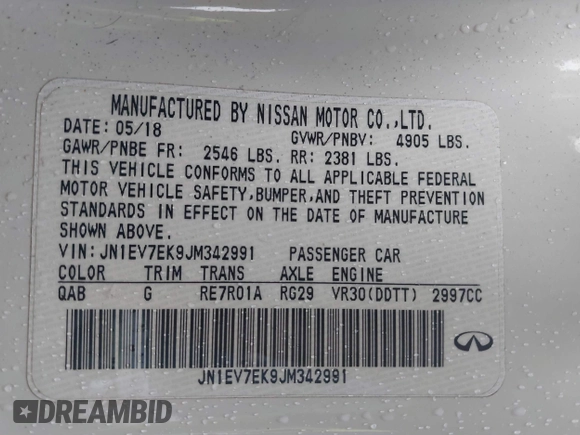 MANUFACTURED BY NISSAN MOTOR CO.,LTD.
DATE: 05/18 GVWR/PNBV: 4905 LBS.
GAWR/PNBE FR: 2546 LBS. RR: 2381 LBS.
THIS VEHICLE CONFORMS TO ALL APPLICABLE FEDERAL
MOTOR VEHICLE SAFETY,BUMPER,AND THEFT PREVENTION
STANDARDS IN EFFECT ON THE DATE OF MANUFACTURE
SHOWN ABOVE.
VIN:JN1EV7EK9JM342991 PASSENGER CAR
COLOR TRIM TRANS AXLE ENGINE
QAB G RE7R01A RG29 VR30(DDTT) 2997CC
JN1EV7EK9JM342991
DREAMBID